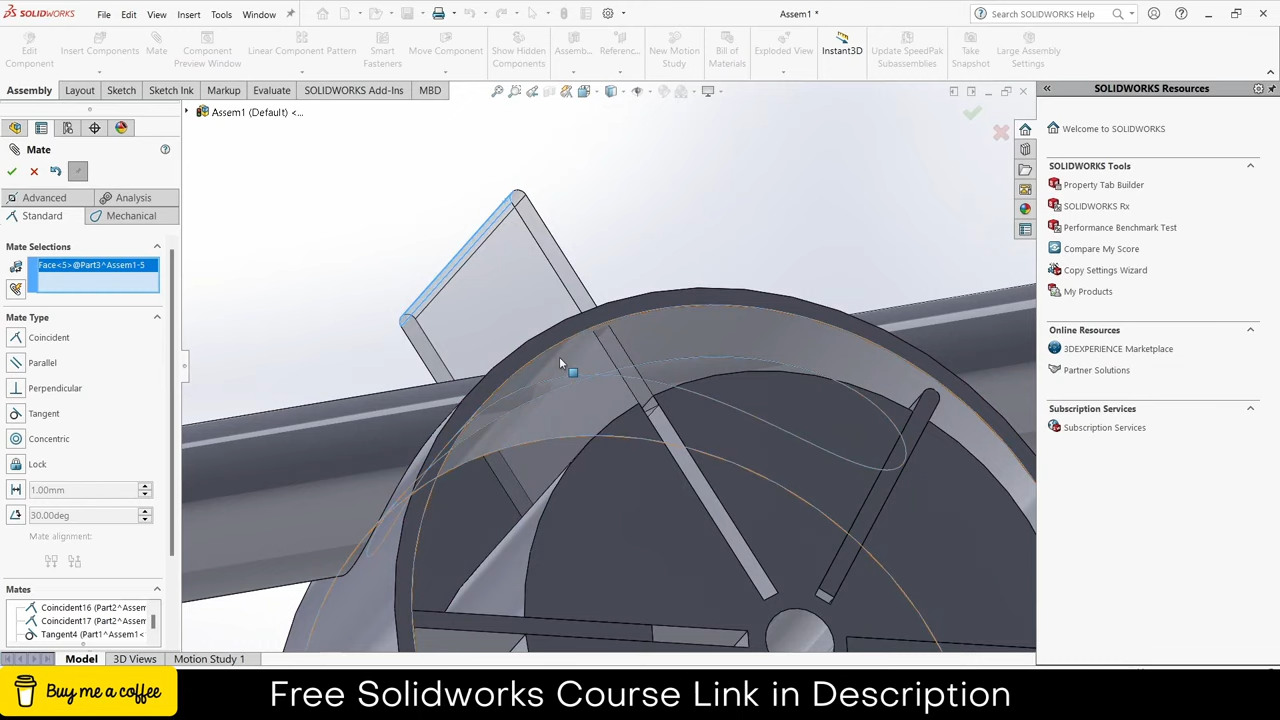 SOLIDWORKS
File Edit View Insert Tools Window
Assem1 *
Search SOLIDWORKS Help
Edit Component
Insert Components
Mate
Component Preview Window
Linear Component Pattern
Smart Fasteners
Move Component
Show Hidden Components
Assemb...
Referenc...
New Motion Study
Bill of Materials
Exploded View
Instant3D
Update SpeedPak Subassemblies
Take Snapshot
Large Assembly Settings
Assembly Layout Sketch Sketch Ink Markup Evaluate SOLIDWORKS Add-Ins MBD
Assem1 (Default) <...
Mate
Advanced Analysis
Standard Mechanical
Mate Selections
Face<5>@Part3^Assem1-5
Mate Type
Coincident
Parallel
Perpendicular
Tangent
Concentric
Lock
1.00mm
30.00deg
Mate alignment:
Mates
Coincident16 (Part2^Assem
Coincident17 (Part2^Assem
Tangent4 (Part1^Assem1<
Model 3D Views Motion Study 1
SOLIDWORKS Resources
Welcome to SOLIDWORKS
SOLIDWORKS Tools
Property Tab Builder
SOLIDWORKS Rx
Performance Benchmark Test
Compare My Score
Copy Settings Wizard
My Products
Online Resources
3DEXPERIENCE Marketplace
Partner Solutions
Subscription Services
Subscription Services
Buy me a coffee
Free Solidworks Course Link in Description